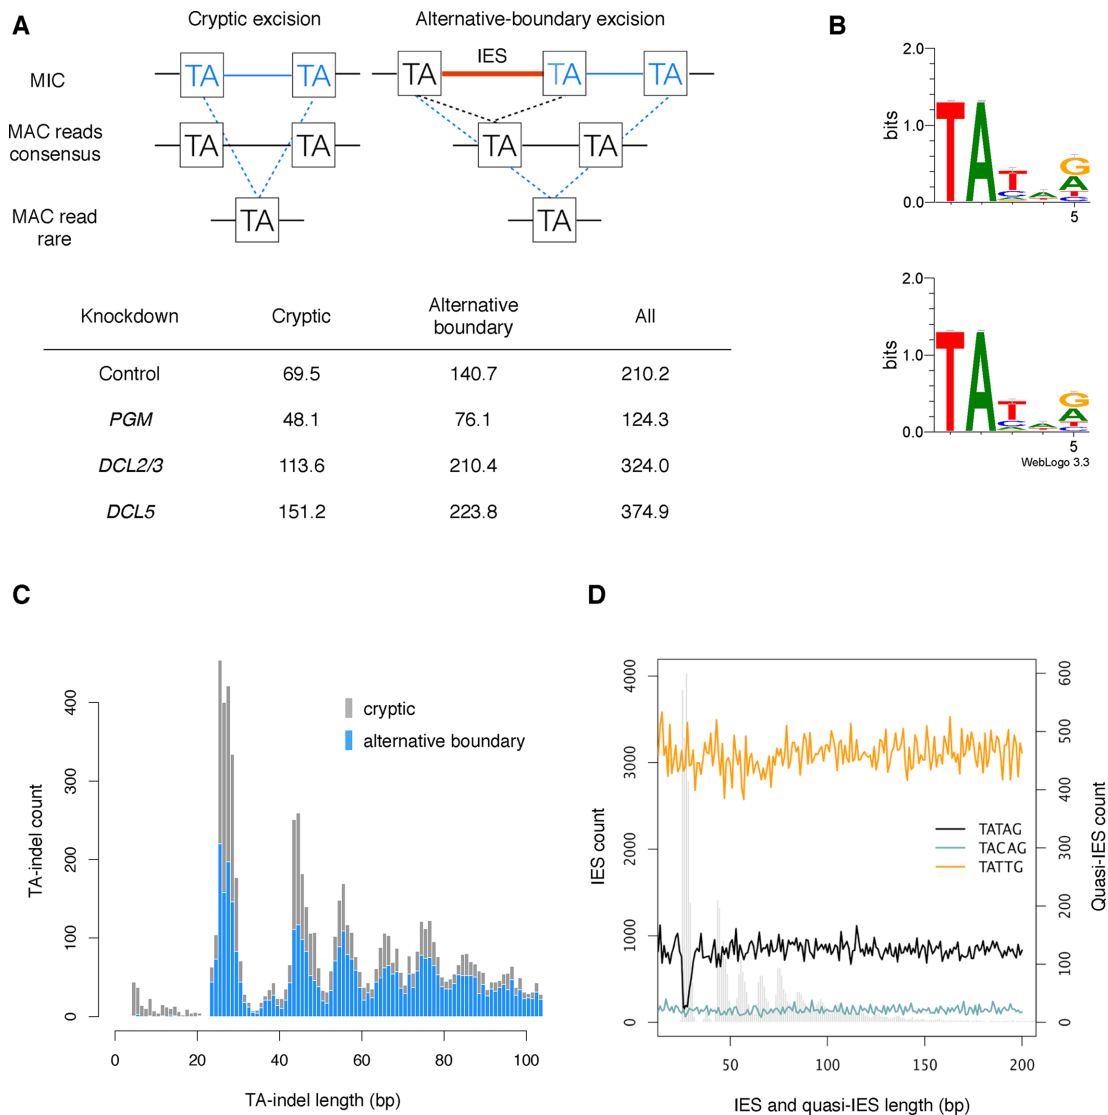 A
Cryptic excision
Alternative-boundary excision
MIC
TA
TA
TA
IES
TA
TA
MAC reads
consensus
TA
TA
TA
TA
MAC read
rare
TA
TA
Knockdown Cryptic Alternative boundary All
Control 69.5 140.7 210.2
PGM 48.1 76.1 124.3
DCL2/3 113.6 210.4 324.0
DCL5 151.2 223.8 374.9
B
2.0
1.0
0.0
bits
TATAG
C
A
T
C
5
2.0
1.0
0.0
bits
TATAG
C
A
T
C
5
WebLogo 3.3
C
TA-indel count
400
300
200
100
0
cryptic
alternative boundary
0 20 40 60 80 100
TA-indel length (bp)
D
IES count
4000
3000
2000
1000
0
TATAG
TACAG
TATTG
600
500
400
300
200
100
0
Quasi-IES count
50 100 150 200
IES and quasi-IES length (bp)